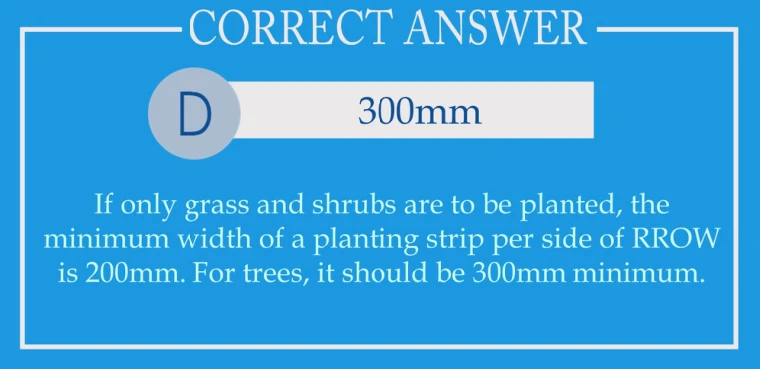 CORRECT ANSWER
D
300mm
If only grass and shrubs are to be planted, the
minimum width of a planting strip per side of RROW
is 200mm. For trees, it should be 300mm minimum.